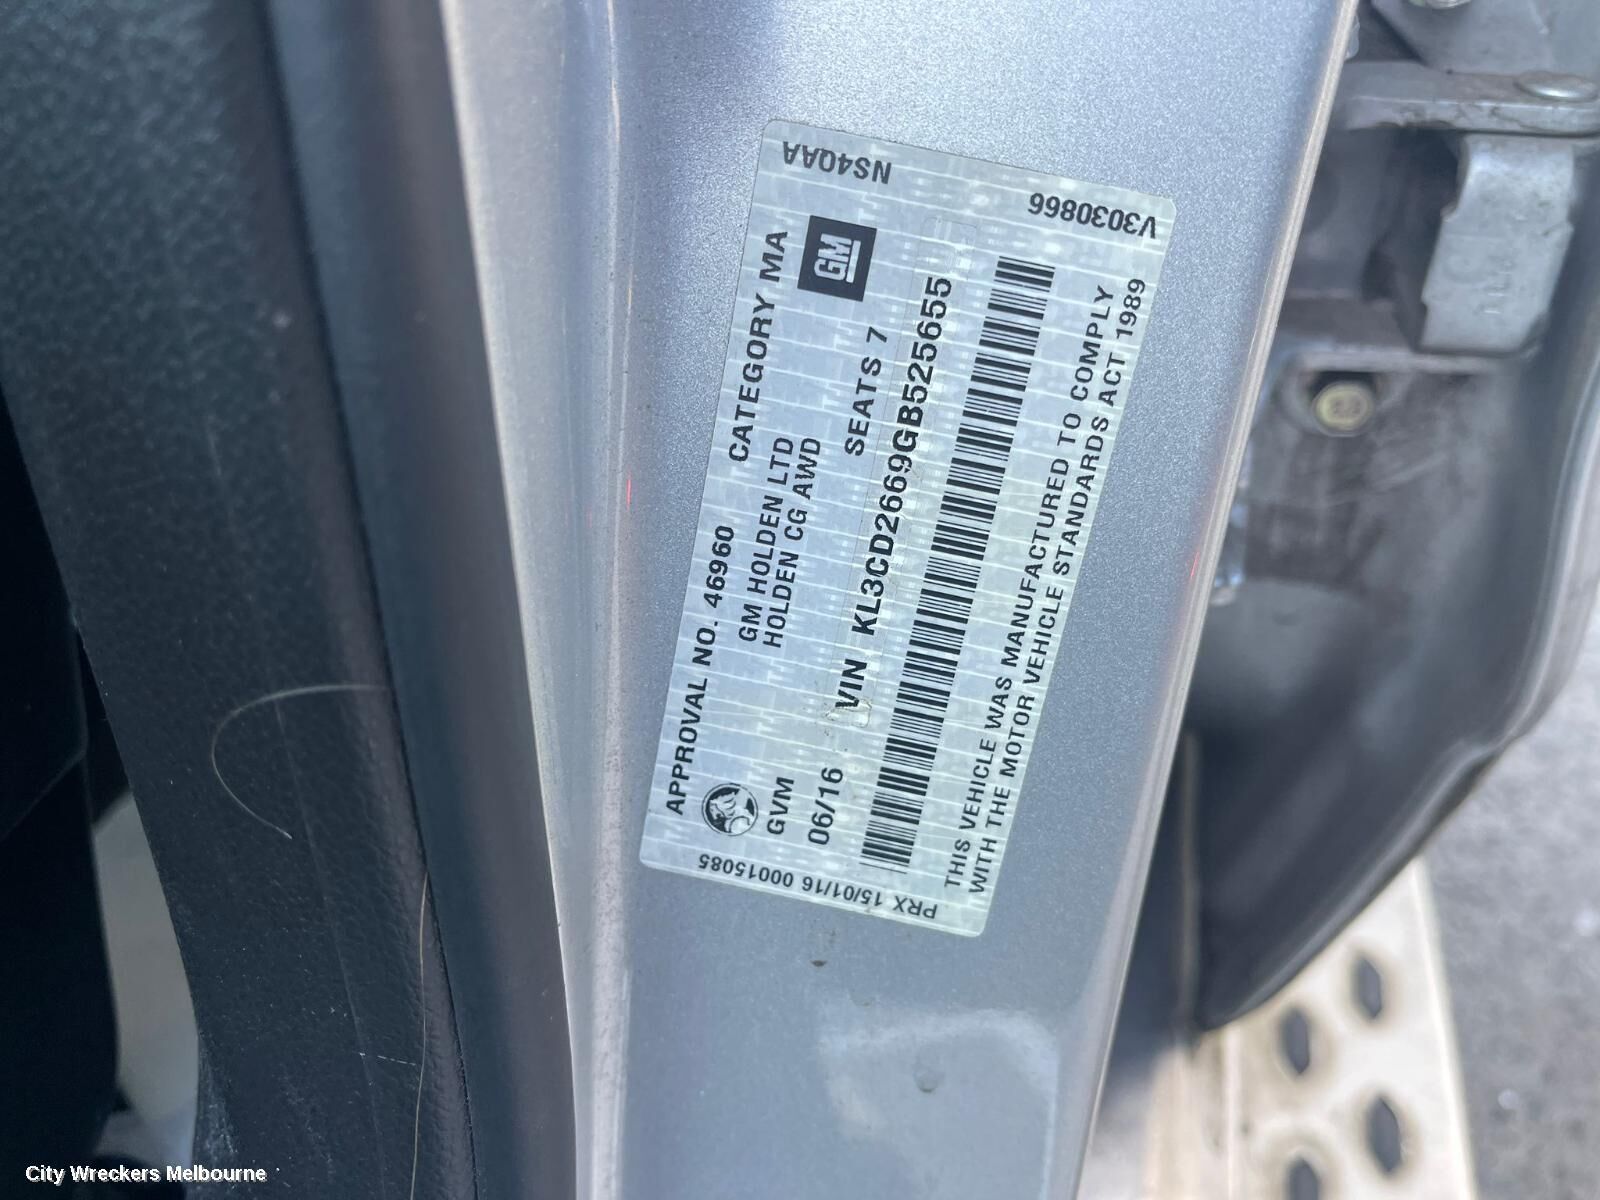 APPROVAL NO. 46960 CATEGORY MA
GM HOLDEN LTD
HOLDEN CG AWD
GM
GVM SEATS 7
06/16 VIN KL3CD2669GB525655
THIS VEHICLE WAS MANUFACTURED TO COMPLY
WITH THE MOTOR VEHICLE STANDARDS ACT 1989
NS4QAA
V3030866
PRX 15/01/16 00015085
City Wreckers Melbourne